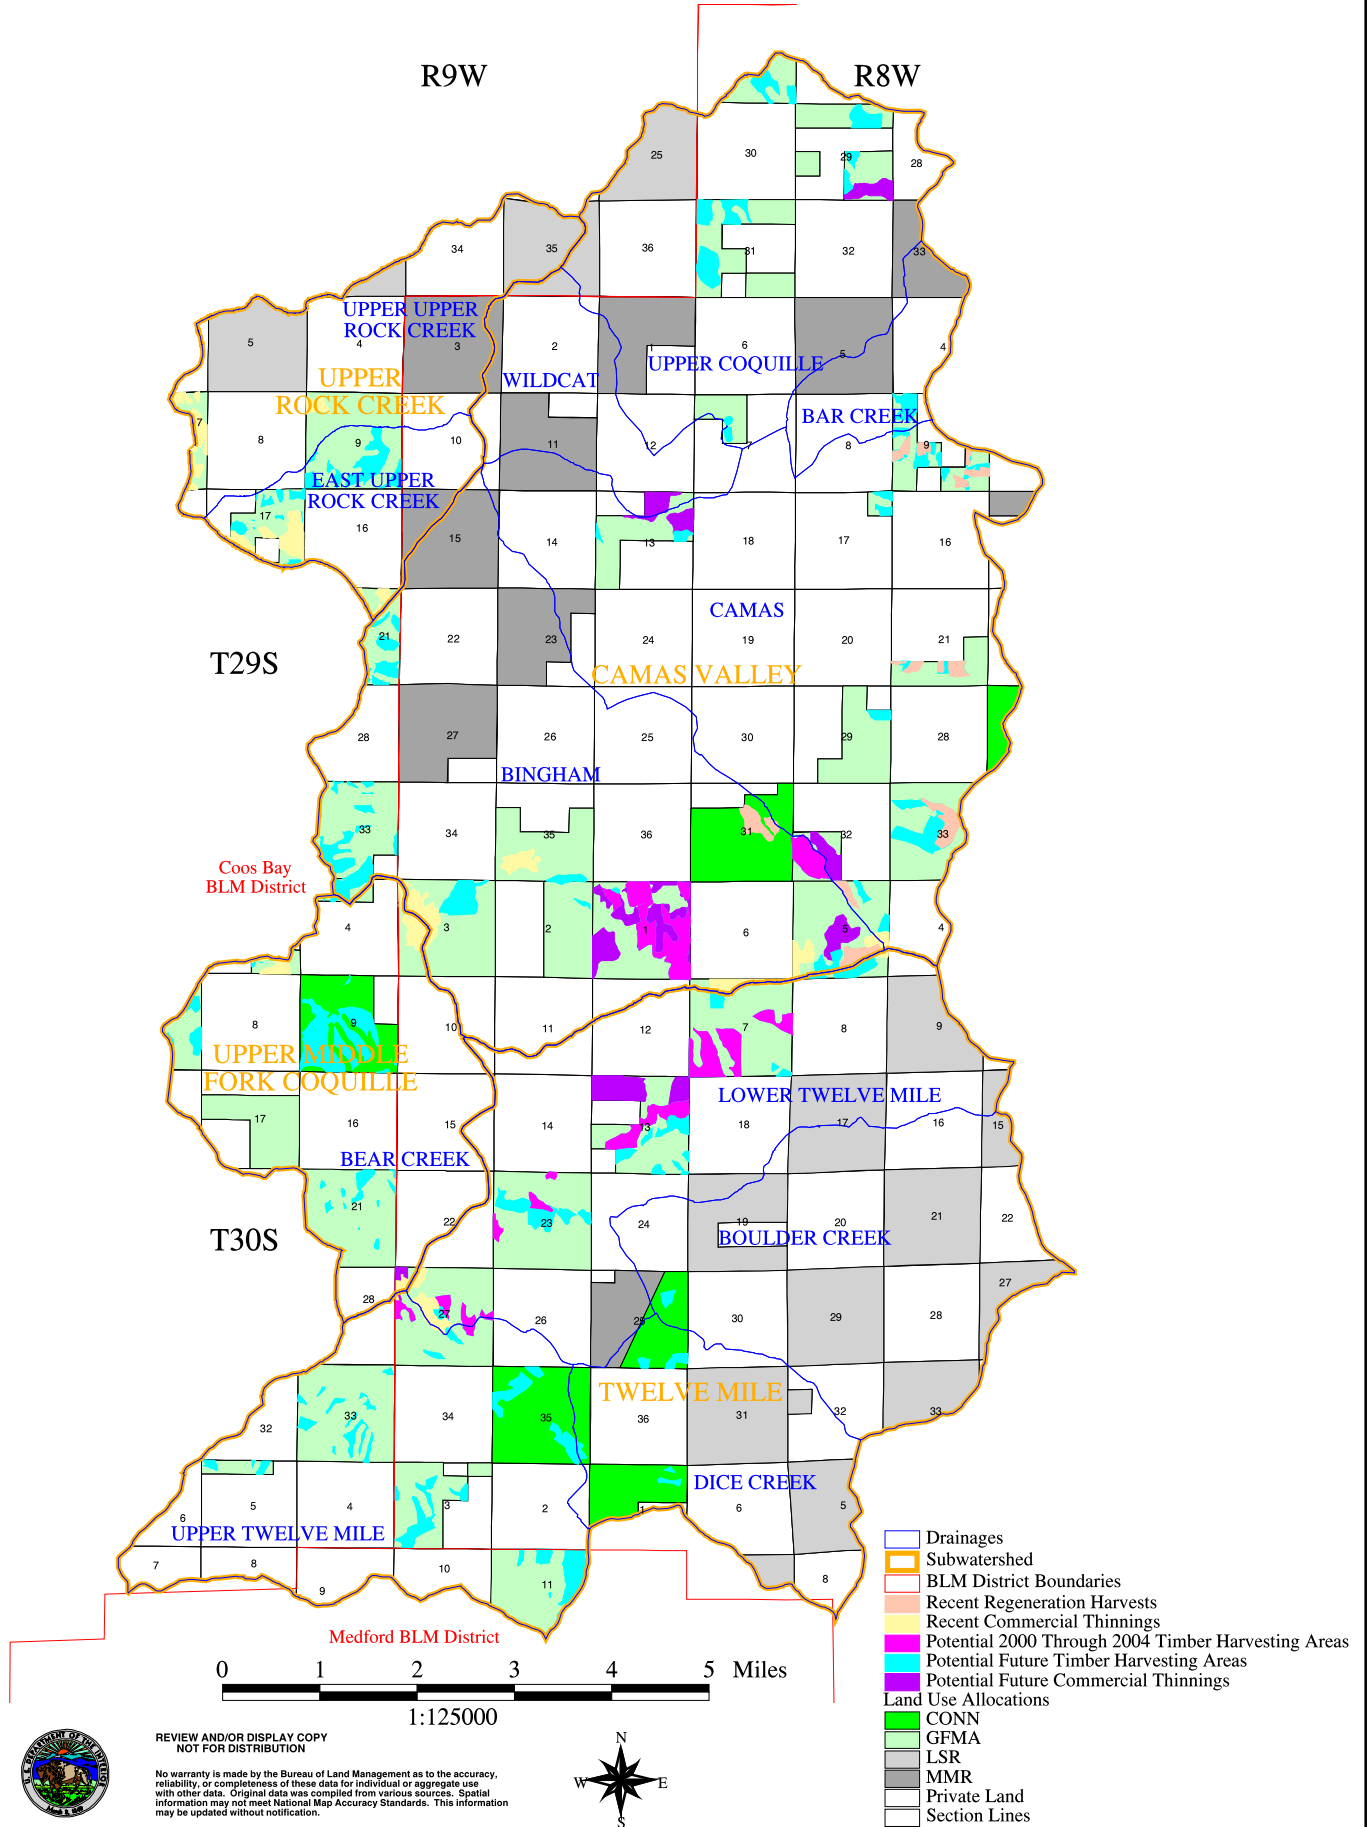 R9W
R8W
25
30
29
28
34
35
36
31
32
33
UPPER UPPER
ROCK CREEK
5
4
3
2
1
6
5
4
UPPER COQUILLE
UPPER
ROCK CREEK
WILDCAT
BAR CREEK
7
8
9
10
11
12
7
8
9
EAST UPPER
ROCK CREEK
17
16
15
14
13
18
17
16
CAMAS
21
22
23
24
19
20
21
T29S
CAMAS VALLEY
28
27
26
25
30
29
28
BINGHAM
33
34
35
36
31
32
33
Coos Bay
BLM District
4
3
2
1
6
5
4
8
9
10
11
12
7
8
9
UPPER MIDDLE
FORK COQUILLE
LOWER TWELVE MILE
17
16
15
14
13
18
17
16
15
BEAR CREEK
21
22
23
24
19
20
21
22
T30S
BOULDER CREEK
28
27
26
25
30
29
28
27
TWELVE MILE
32
33
34
35
36
31
32
33
DICE CREEK
6
5
4
3
2
1
6
5
UPPER TWELVE MILE
7
8
9
10
11
8
Medford BLM District
0 1 2 3 4 5 Miles
1:125000
Drainages
Subwatershed
BLM District Boundaries
Recent Regeneration Harvests
Recent Commercial Thinnings
Potential 2000 Through 2004 Timber Harvesting Areas
Potential Future Timber Harvesting Areas
Potential Future Commercial Thinnings
Land Use Allocations
CONN
GFMA
LSR
MMR
Private Land
Section Lines
U.S. DEPARTMENT OF THE INTERIOR
March 3, 1849
REVIEW AND/OR DISPLAY COPY
NOT FOR DISTRIBUTION
No warranty is made by the Bureau of Land Management as to the accuracy,
reliability, or completeness of these data for individual or aggregate use
with other data. Original data was compiled from various sources. Spatial
information may not meet National Map Accuracy Standards. This information
may be updated without notification.
N
W E
S